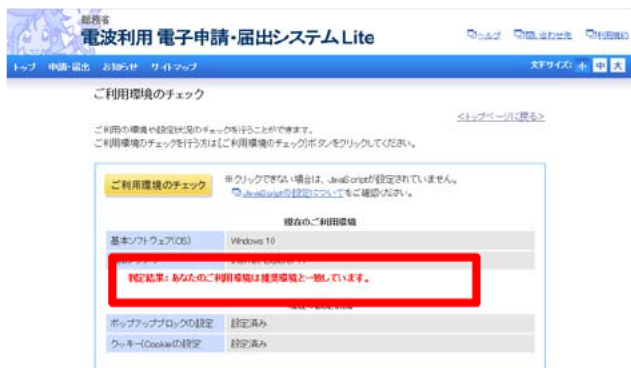 総務省
電波利用 電子申請・届出システム Lite
ヘルプ 問い合わせ先 利用規約
トップ 申請・届出 お知らせ サイトマップ
文字サイズ: 小 中 大
ご利用環境のチェック
<トップページに戻る>
ご利用の環境や設定状況のチェックを行うことができます。
ご利用環境のチェックを行う方は[ご利用環境のチェック]ボタンをクリックしてください。
ご利用環境のチェック
※クリックできない場合は、JavaScriptが設定されていません。
JavaScriptの設定についてをご確認ください。
現在のご利用環境
基本ソフトウェア(OS) Windows 10
判定結果：あなたのご利用環境は推奨環境と一致しています。
ポップアップブロックの設定 設定済み
クッキー(Cookie)の設定 設定済み